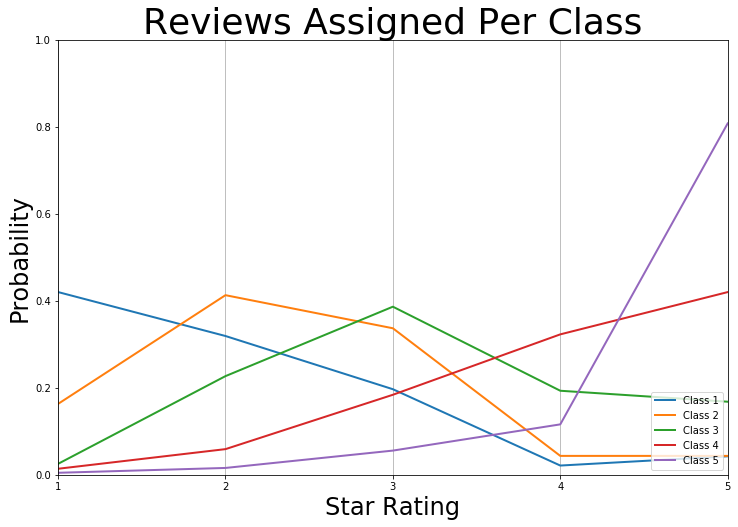 Reviews Assigned Per Class
Probability
1.0
0.8
0.6
0.4
0.2
0.0
1
2
3
4
5
Star Rating
Class 1
Class 2
Class 3
Class 4
Class 5